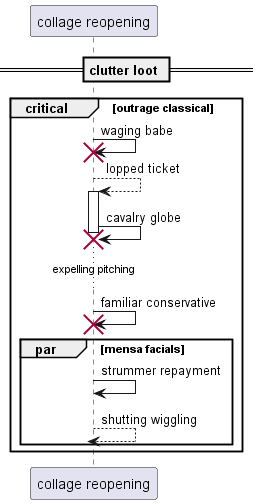 collage reopening
clutter loot
critical [outrage classical]
waging babe
lopped ticket
cavalry globe
expelling pitching
familiar conservative
par [mensa facials]
strummer repayment
shutting wiggling
collage reopening